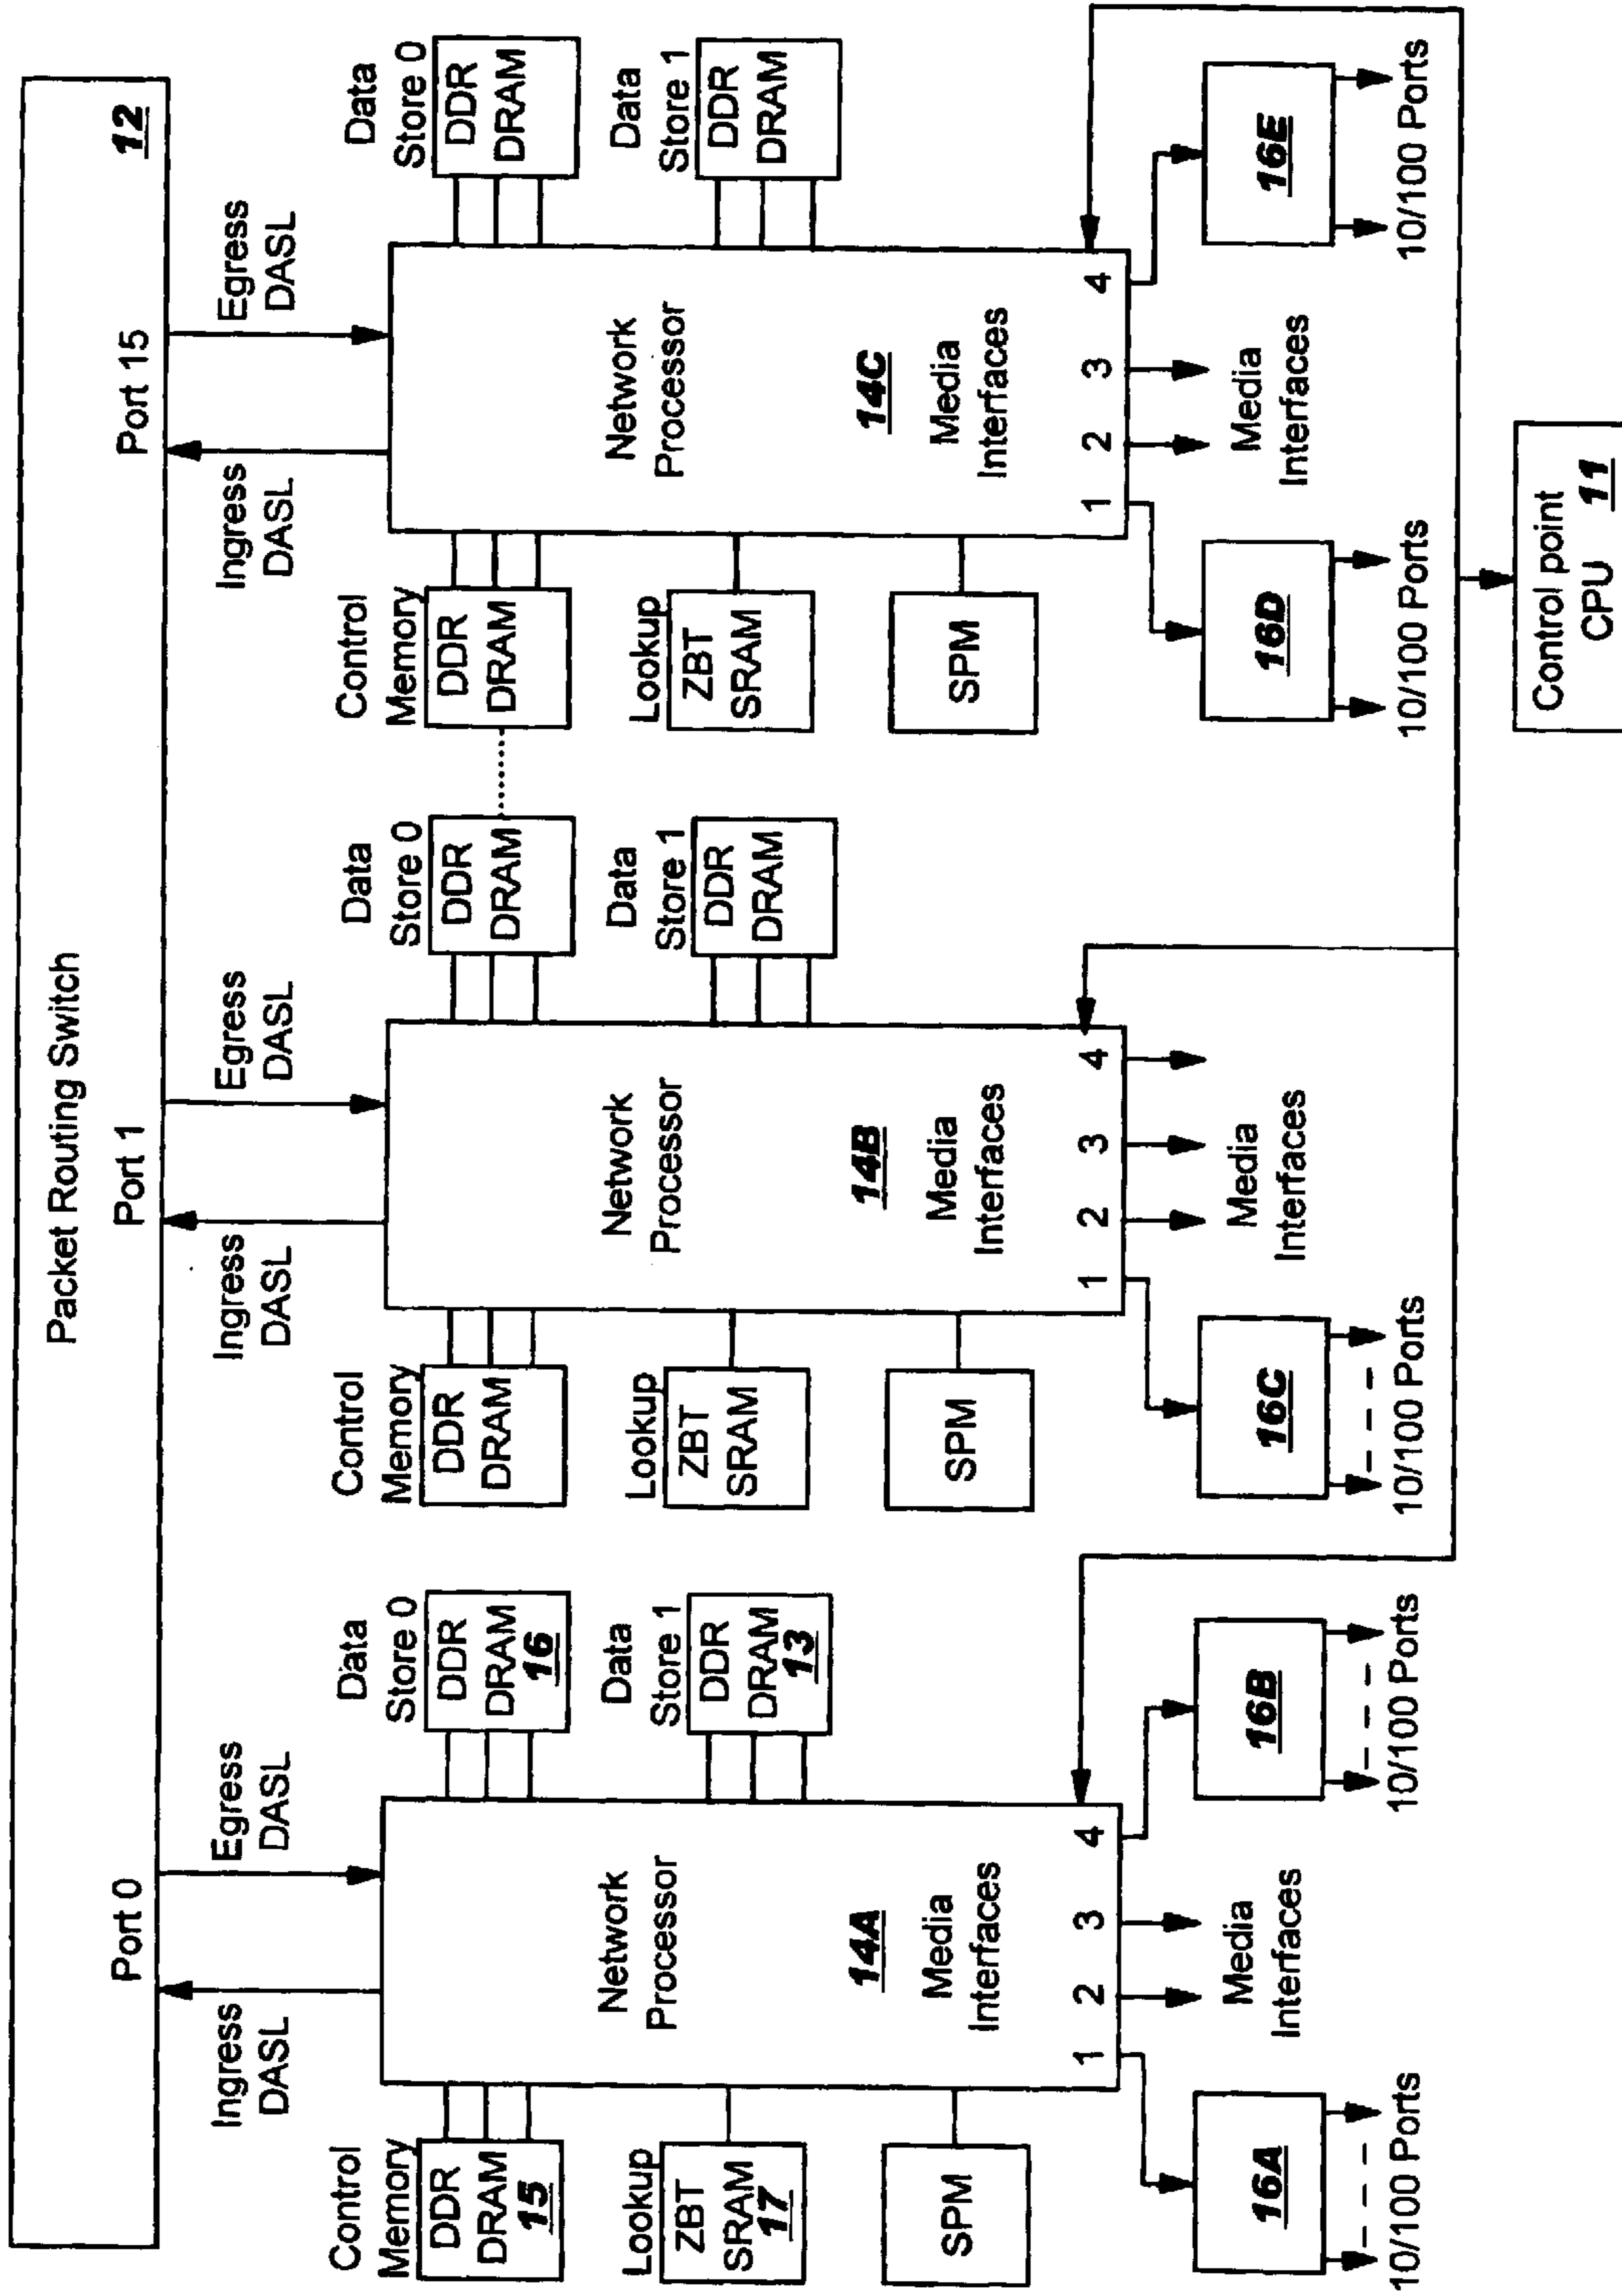 Packet Routing Switch
12
Port 0
Port 1
Port 15
Ingress
DASL
Egress
DASL
Ingress
DASL
Egress
DASL
Ingress
DASL
Egress
DASL
Control
Memory
DDR
DRAM
15
Lookup
ZBT
SRAM
17
SPM
Network
Processor
14A
Media
Interfaces
1 2 3 4
Data
Store 0
DDR
DRAM
16
Data
Store 1
DDR
DRAM
13
16A
10/100 Ports
Media
Interfaces
16B
10/100 Ports
Control
Memory
DDR
DRAM
Lookup
ZBT
SRAM
SPM
Network
Processor
14B
Media
Interfaces
1 2 3 4
Data
Store 0
DDR
DRAM
Data
Store 1
DDR
DRAM
16C
10/100 Ports
Media
Interfaces
Control
Memory
DDR
DRAM
Lookup
ZBT
SRAM
SPM
Network
Processor
14C
Media
Interfaces
1 2 3 4
Data
Store 0
DDR
DRAM
Data
Store 1
DDR
DRAM
16D
10/100 Ports
Media
Interfaces
16E
10/100 Ports
Control point
CPU 11